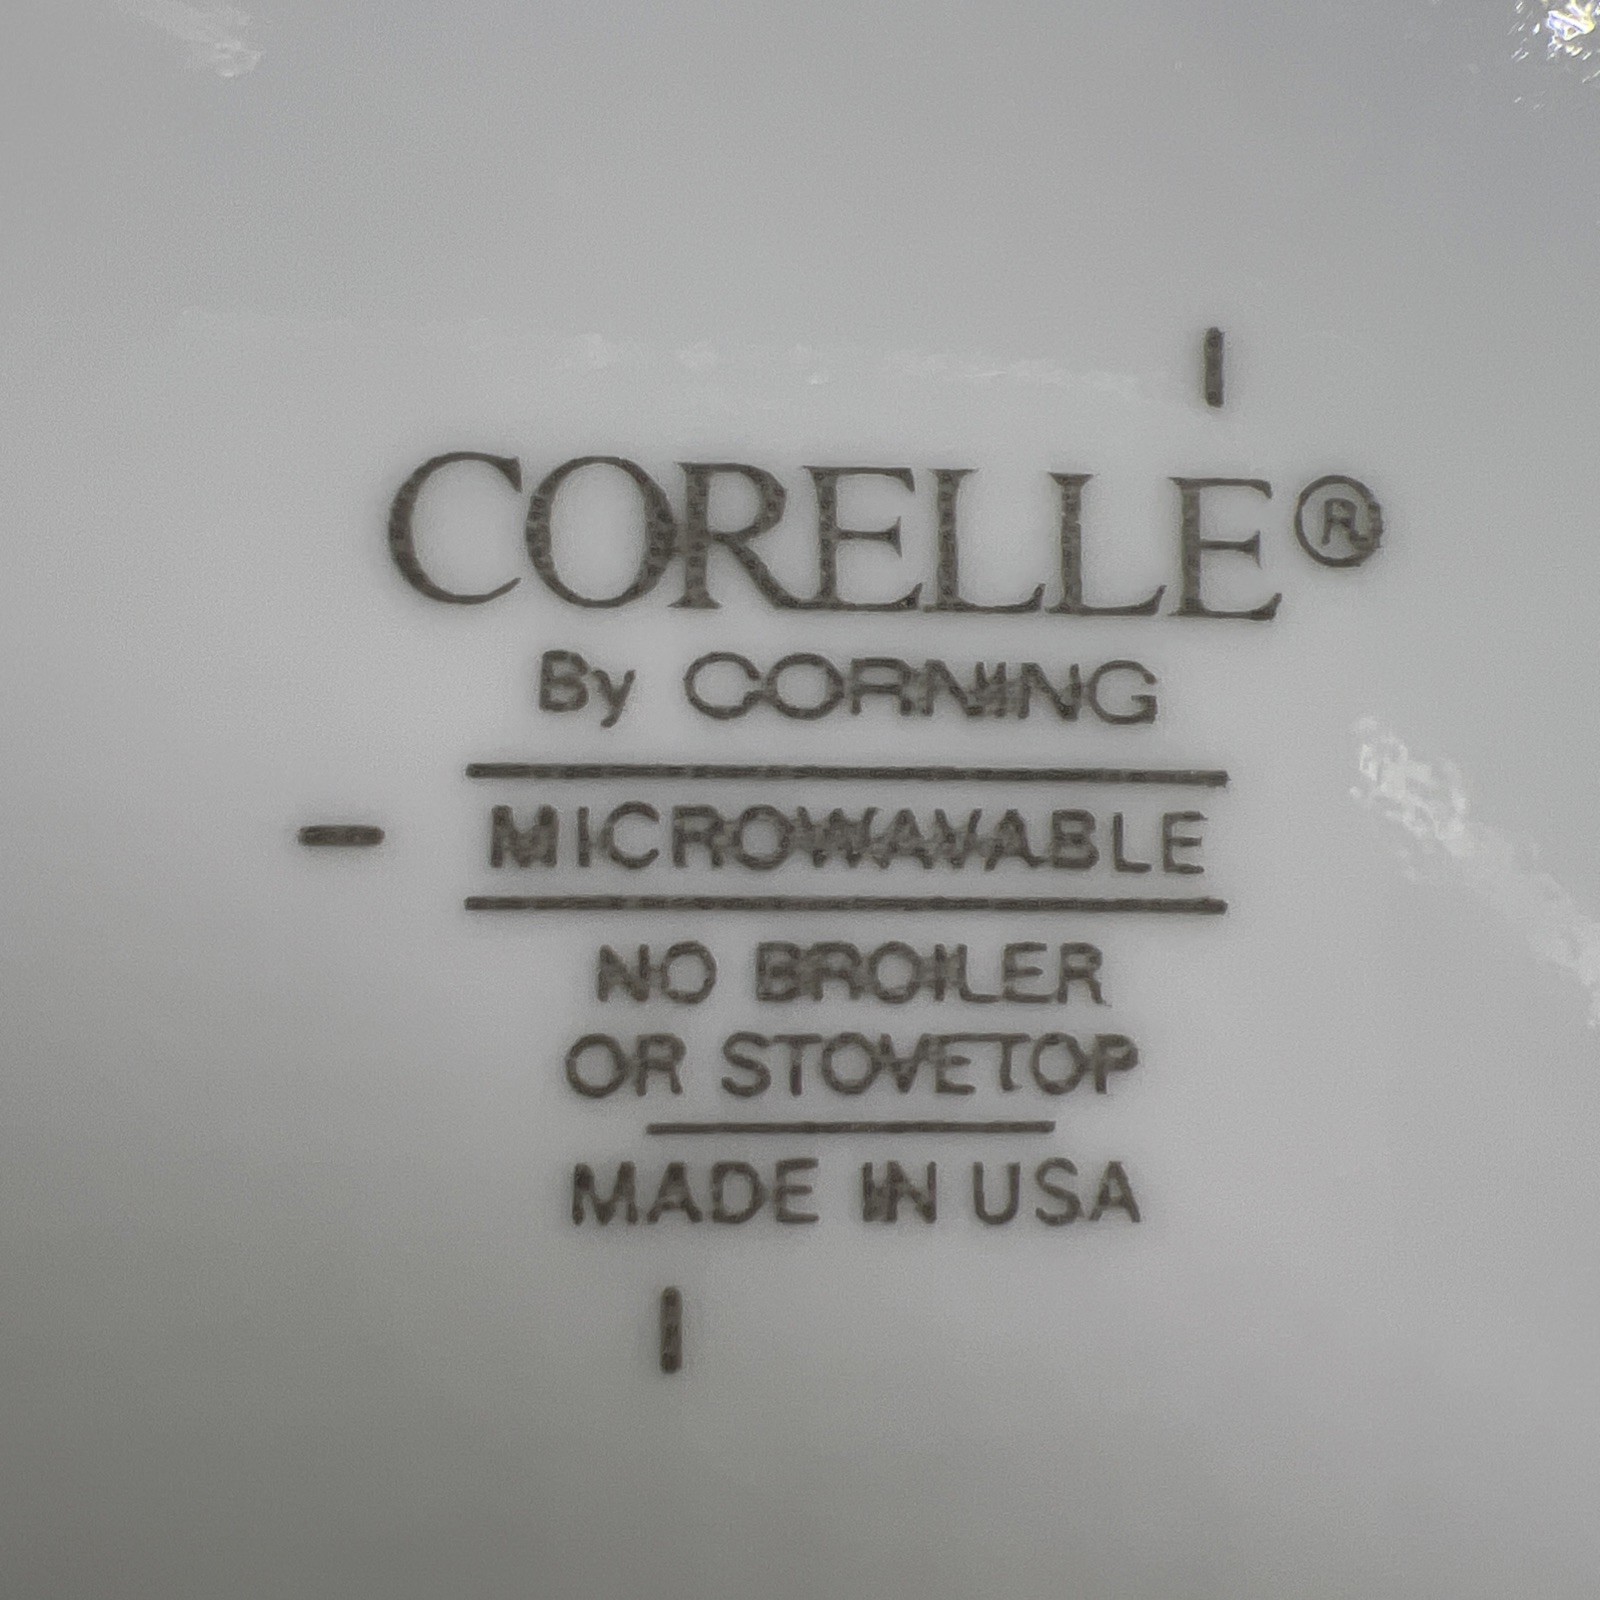 CORELLE®
By CORNING
MICROWAVABLE
NO BROILER
OR STOVETOP
MADE IN USA